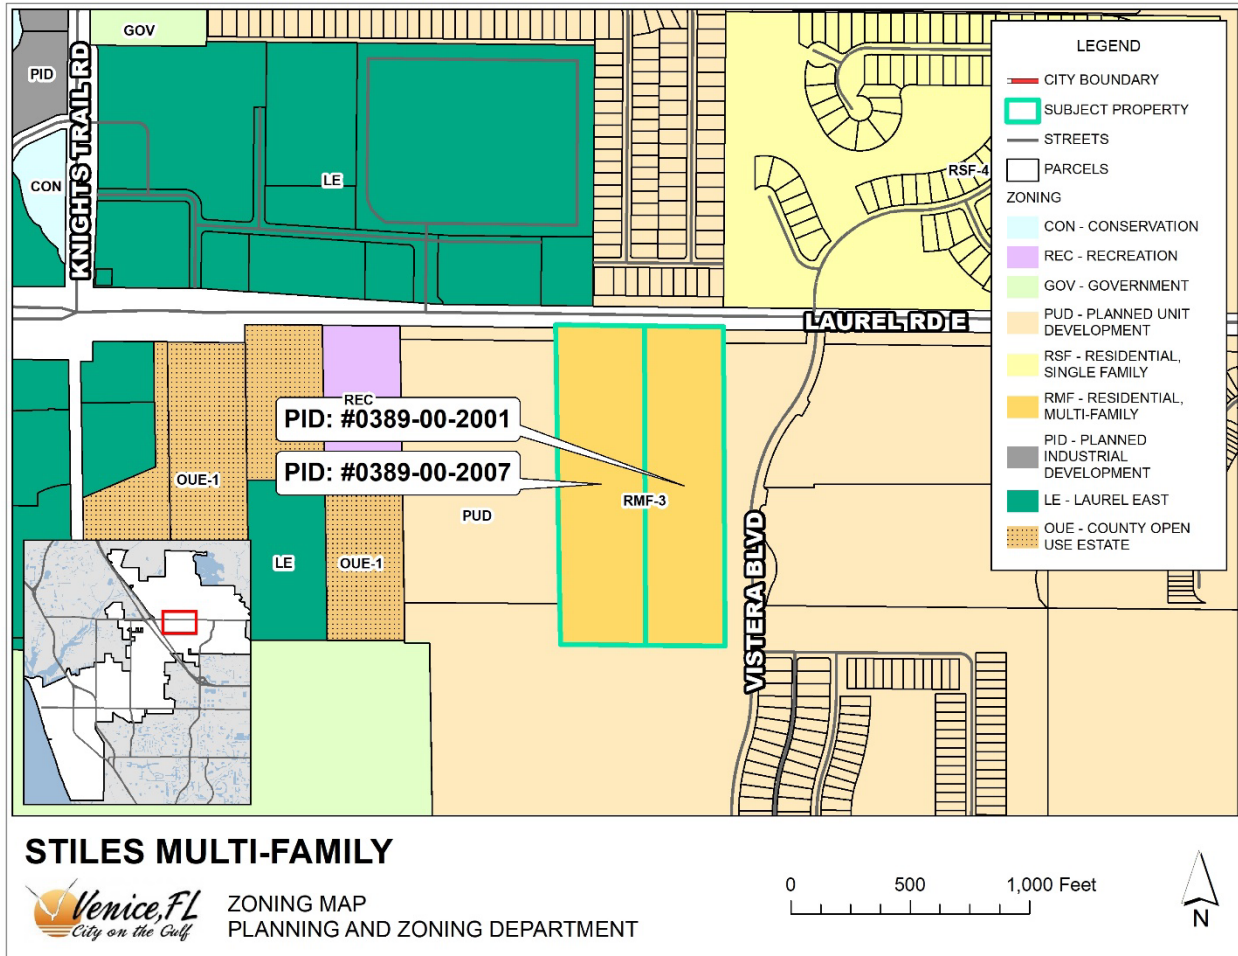 GOV
PID
KNIGHTS TRAIL RD
CON
LE
RSF-4
LEGEND
CITY BOUNDARY
SUBJECT PROPERTY
STREETS
PARCELS
ZONING
CON - CONSERVATION
REC - RECREATION
GOV - GOVERNMENT
PUD - PLANNED UNIT
DEVELOPMENT
RSF - RESIDENTIAL,
SINGLE FAMILY
RMF - RESIDENTIAL,
MULTI-FAMILY
PID - PLANNED
INDUSTRIAL
DEVELOPMENT
LE - LAUREL EAST
OUE - COUNTY OPEN
USE ESTATE
LAUREL RD E
REC
PID: #0389-00-2001
PID: #0389-00-2007
OUE-1
RMF-3
PUD
LE
OUE-1
VISTERA BLVD
STILES MULTI-FAMILY
Venice, FL
City on the Gulf
ZONING MAP
PLANNING AND ZONING DEPARTMENT
0 500 1,000 Feet
N